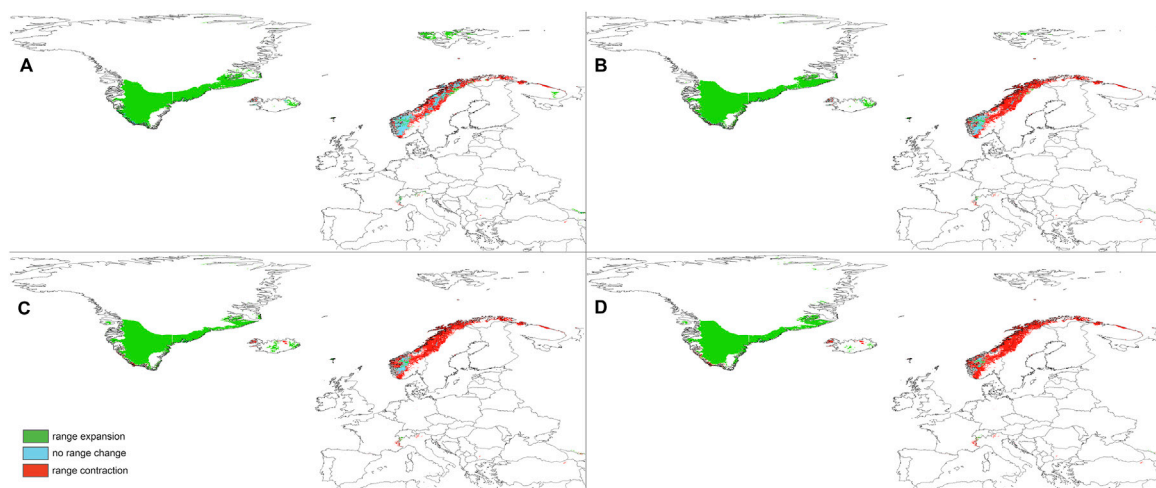 A
B
C
D
range expansion
no range change
range contraction